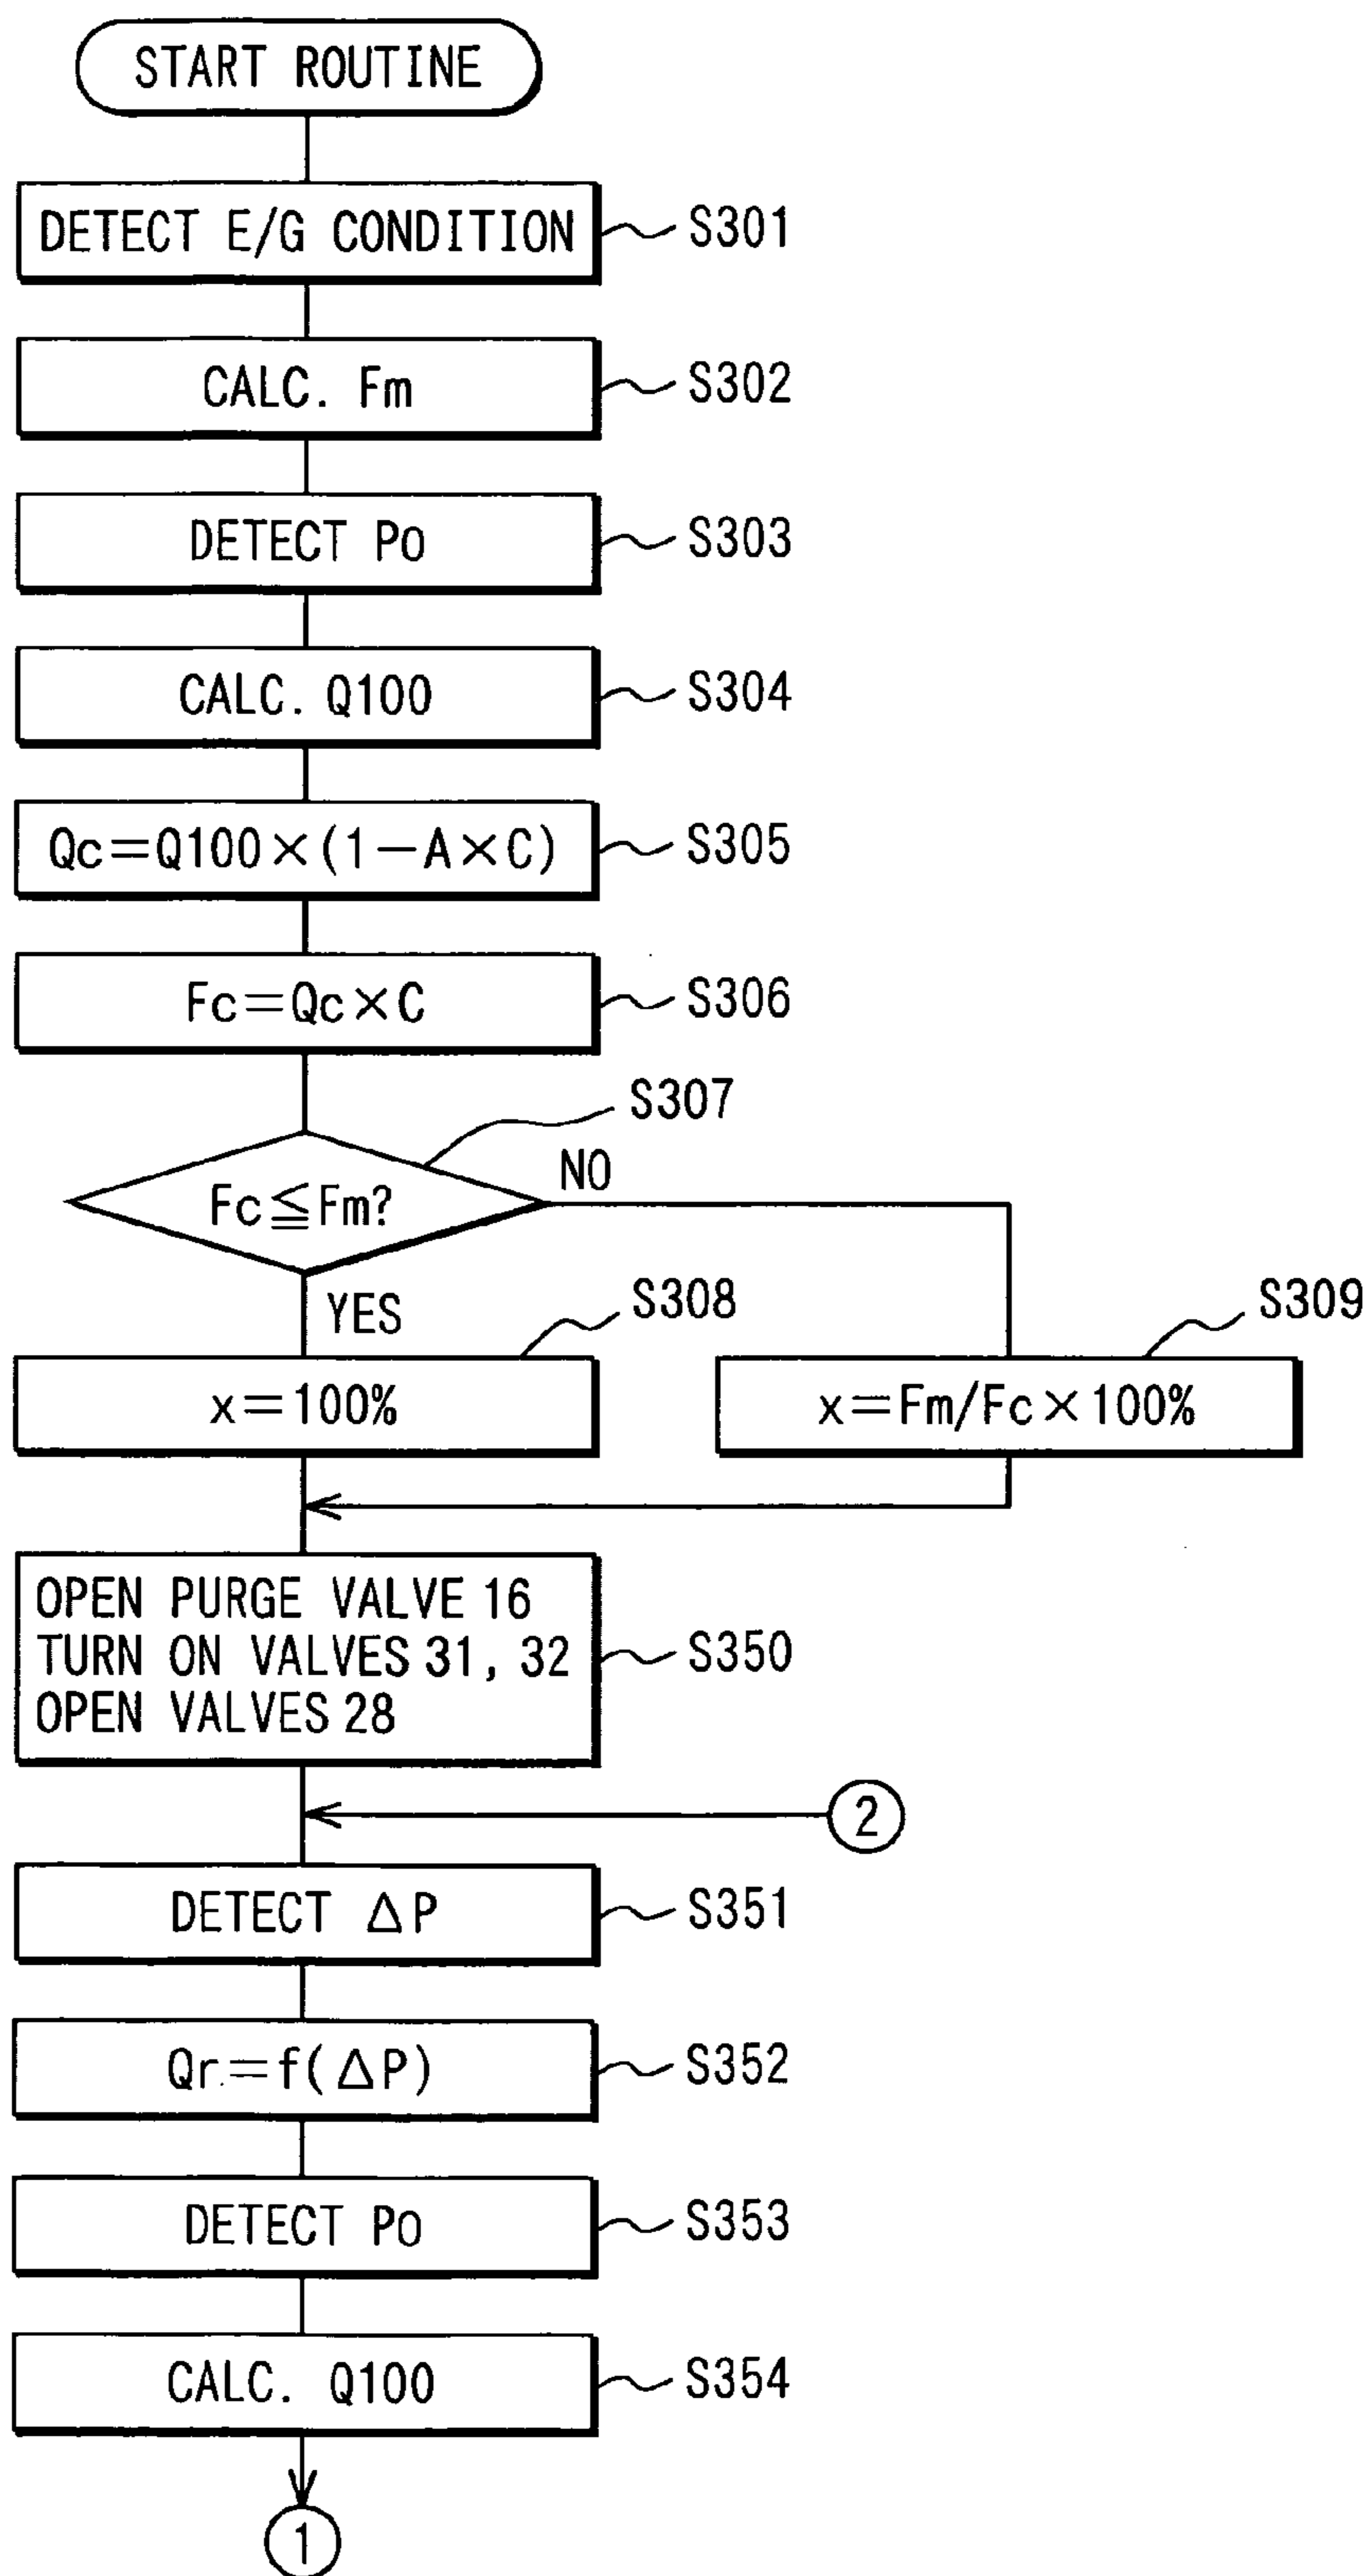 START ROUTINE
DETECT E/G CONDITION
S301
CALC. Fm
S302
DETECT Po
S303
CALC. Q100
S304
Qc=Q100×(1-A×C)
S305
Fc=Qc×C
S306
S307
Fc≦Fm?
NO
YES
S308
S309
x=100%
x=Fm/Fc×100%
OPEN PURGE VALVE 16
TURN ON VALVES 31, 32
OPEN VALVES 28
S350
2
DETECT ΔP
S351
Qr=f(ΔP)
S352
DETECT Po
S353
CALC. Q100
S354
1